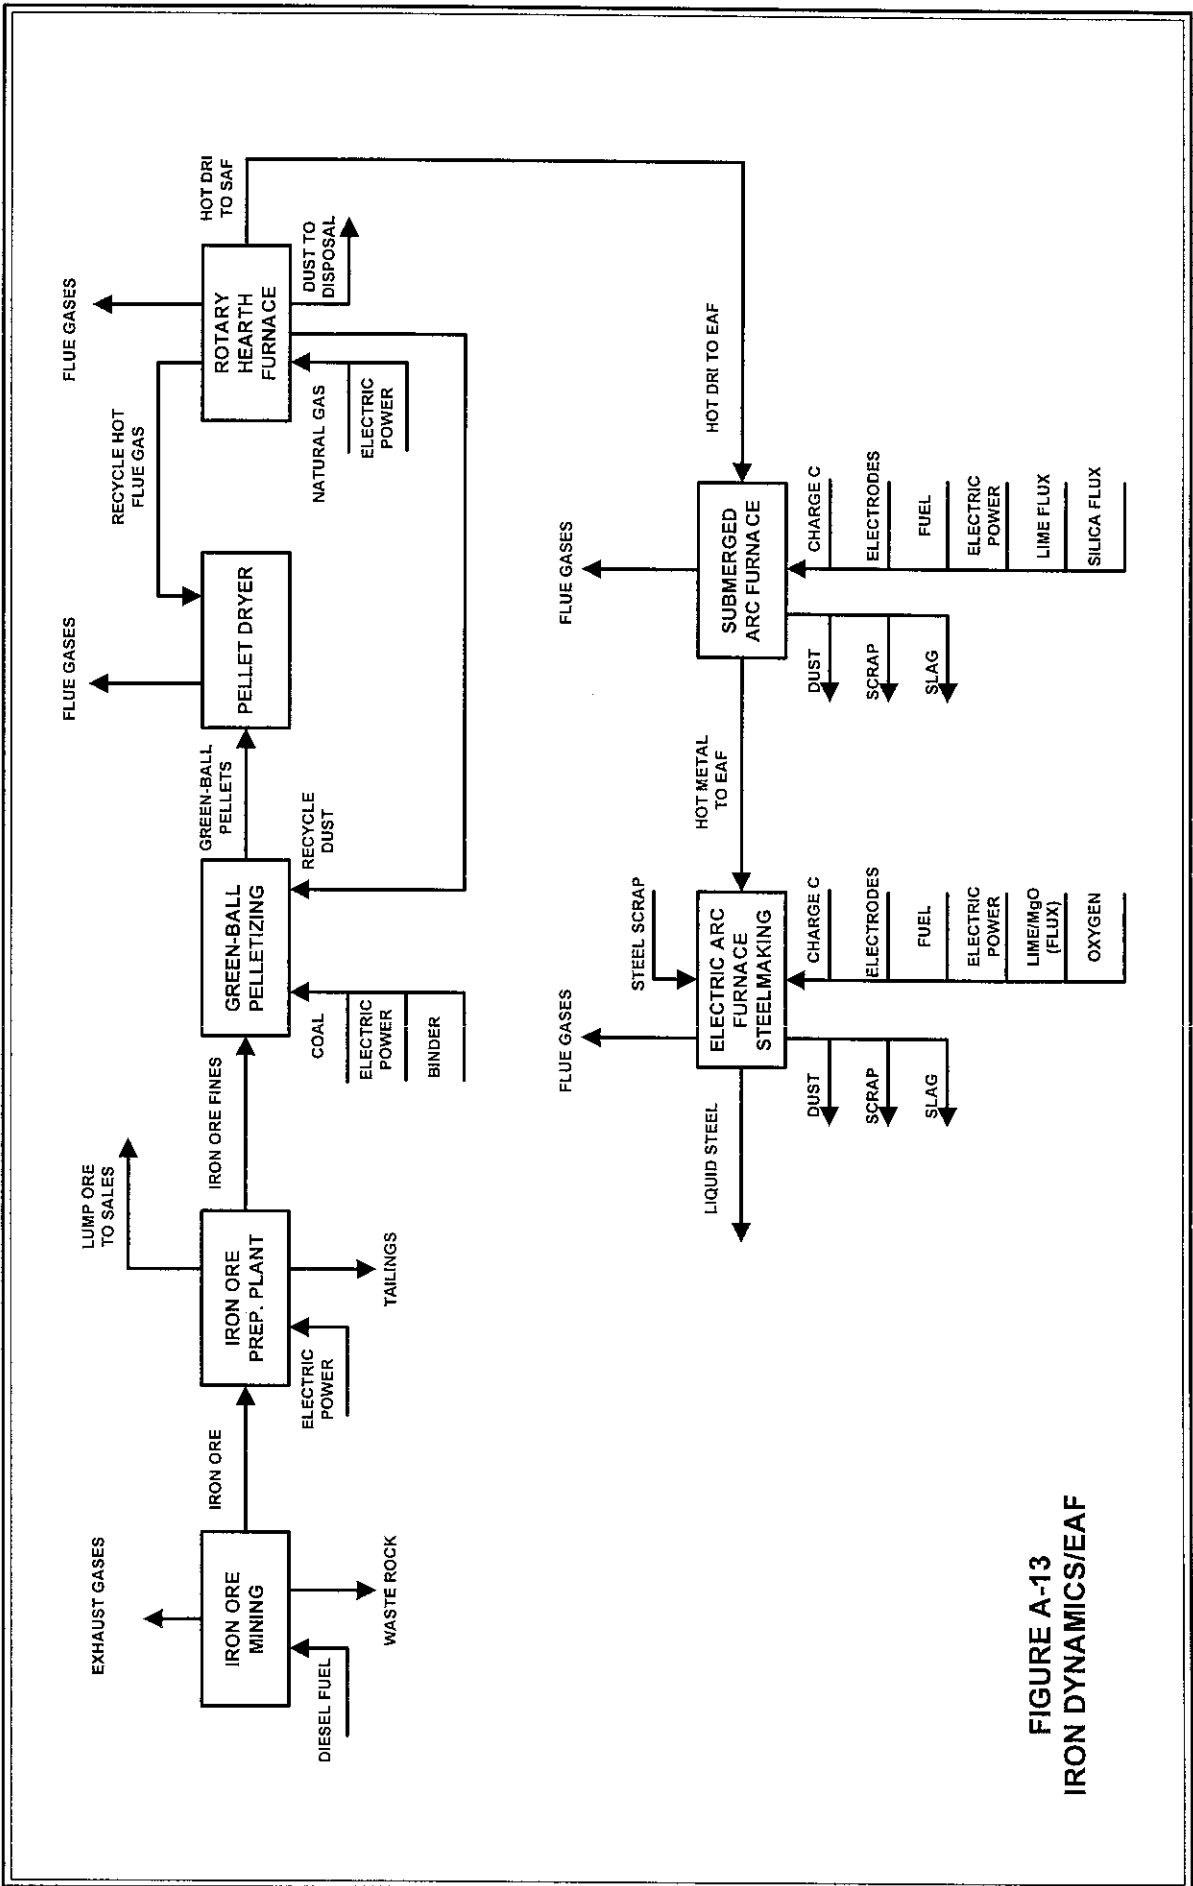 EXHAUST GASES
IRON ORE
MINING
DIESEL FUEL
WASTE ROCK
IRON ORE
LUMP ORE
TO SALES
IRON ORE
PREP. PLANT
ELECTRIC
POWER
TAILINGS
IRON ORE FINES
GREEN-BALL
PELLETIZING
COAL
ELECTRIC
POWER
BINDER
RECYCLE
DUST
GREEN-BALL
PELLETS
FLUE GASES
PELLET DRYER
RECYCLE HOT
FLUE GAS
FLUE GASES
ROTARY
HEARTH
FURNACE
NATURAL GAS
ELECTRIC
POWER
DUST TO
DISPOSAL
HOT DRI
TO SAF
HOT DRI TO EAF
FLUE GASES
SUBMERGED
ARC FURNACE
CHARGE C
ELECTRODES
FUEL
ELECTRIC
POWER
LIME FLUX
SILICA FLUX
DUST
SCRAP
SLAG
HOT METAL
TO EAF
STEEL SCRAP
FLUE GASES
ELECTRIC ARC
FURNACE
STEELMAKING
CHARGE C
ELECTRODES
FUEL
ELECTRIC
POWER
LIME/MgO
(FLUX)
OXYGEN
DUST
SCRAP
SLAG
LIQUID STEEL
FIGURE A-13
IRON DYNAMICS/EAF